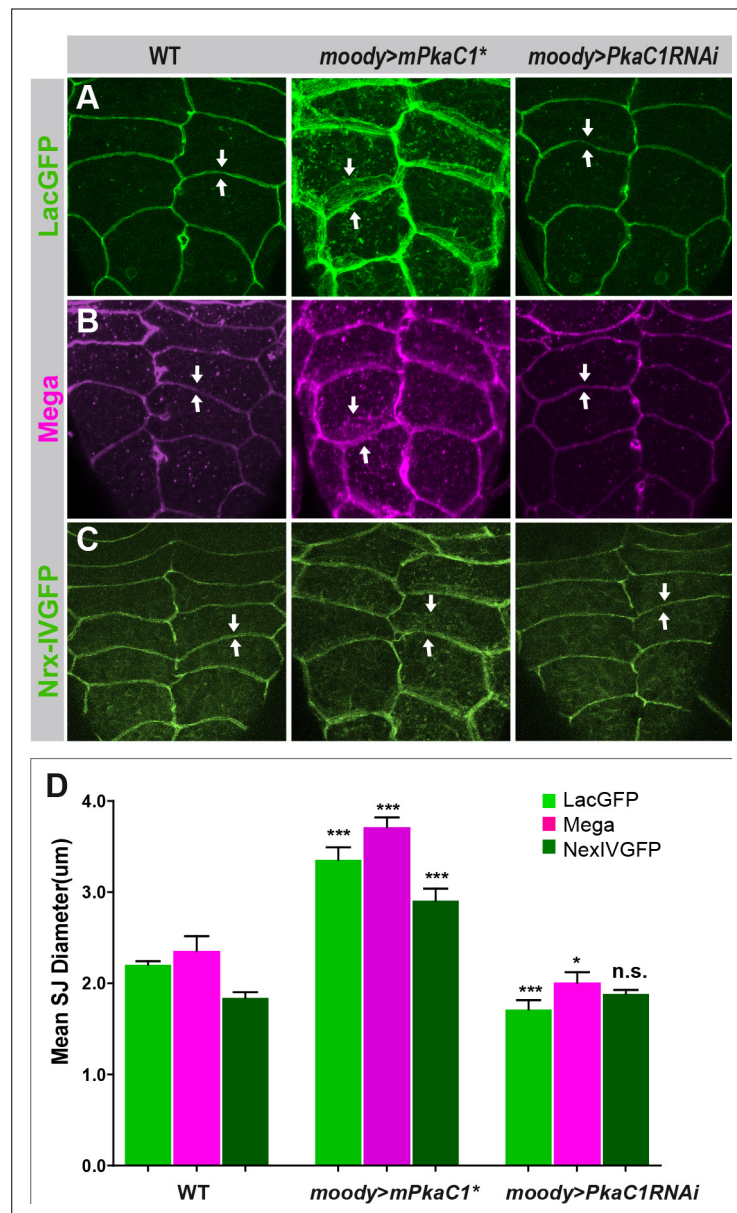 WT moody>mPkaC1* moody>PkaC1RNAi
A
LacGFP
B
Mega
C
Nrx-IVGFP
D
Mean SJ Diameter(um)
4.0
3.0
2.0
1.0
0.0
LacGFP
Mega
NexIVGFP
*** *** ***
*** * n.s.
WT moody>mPkaC1* moody>PkaC1RNAi